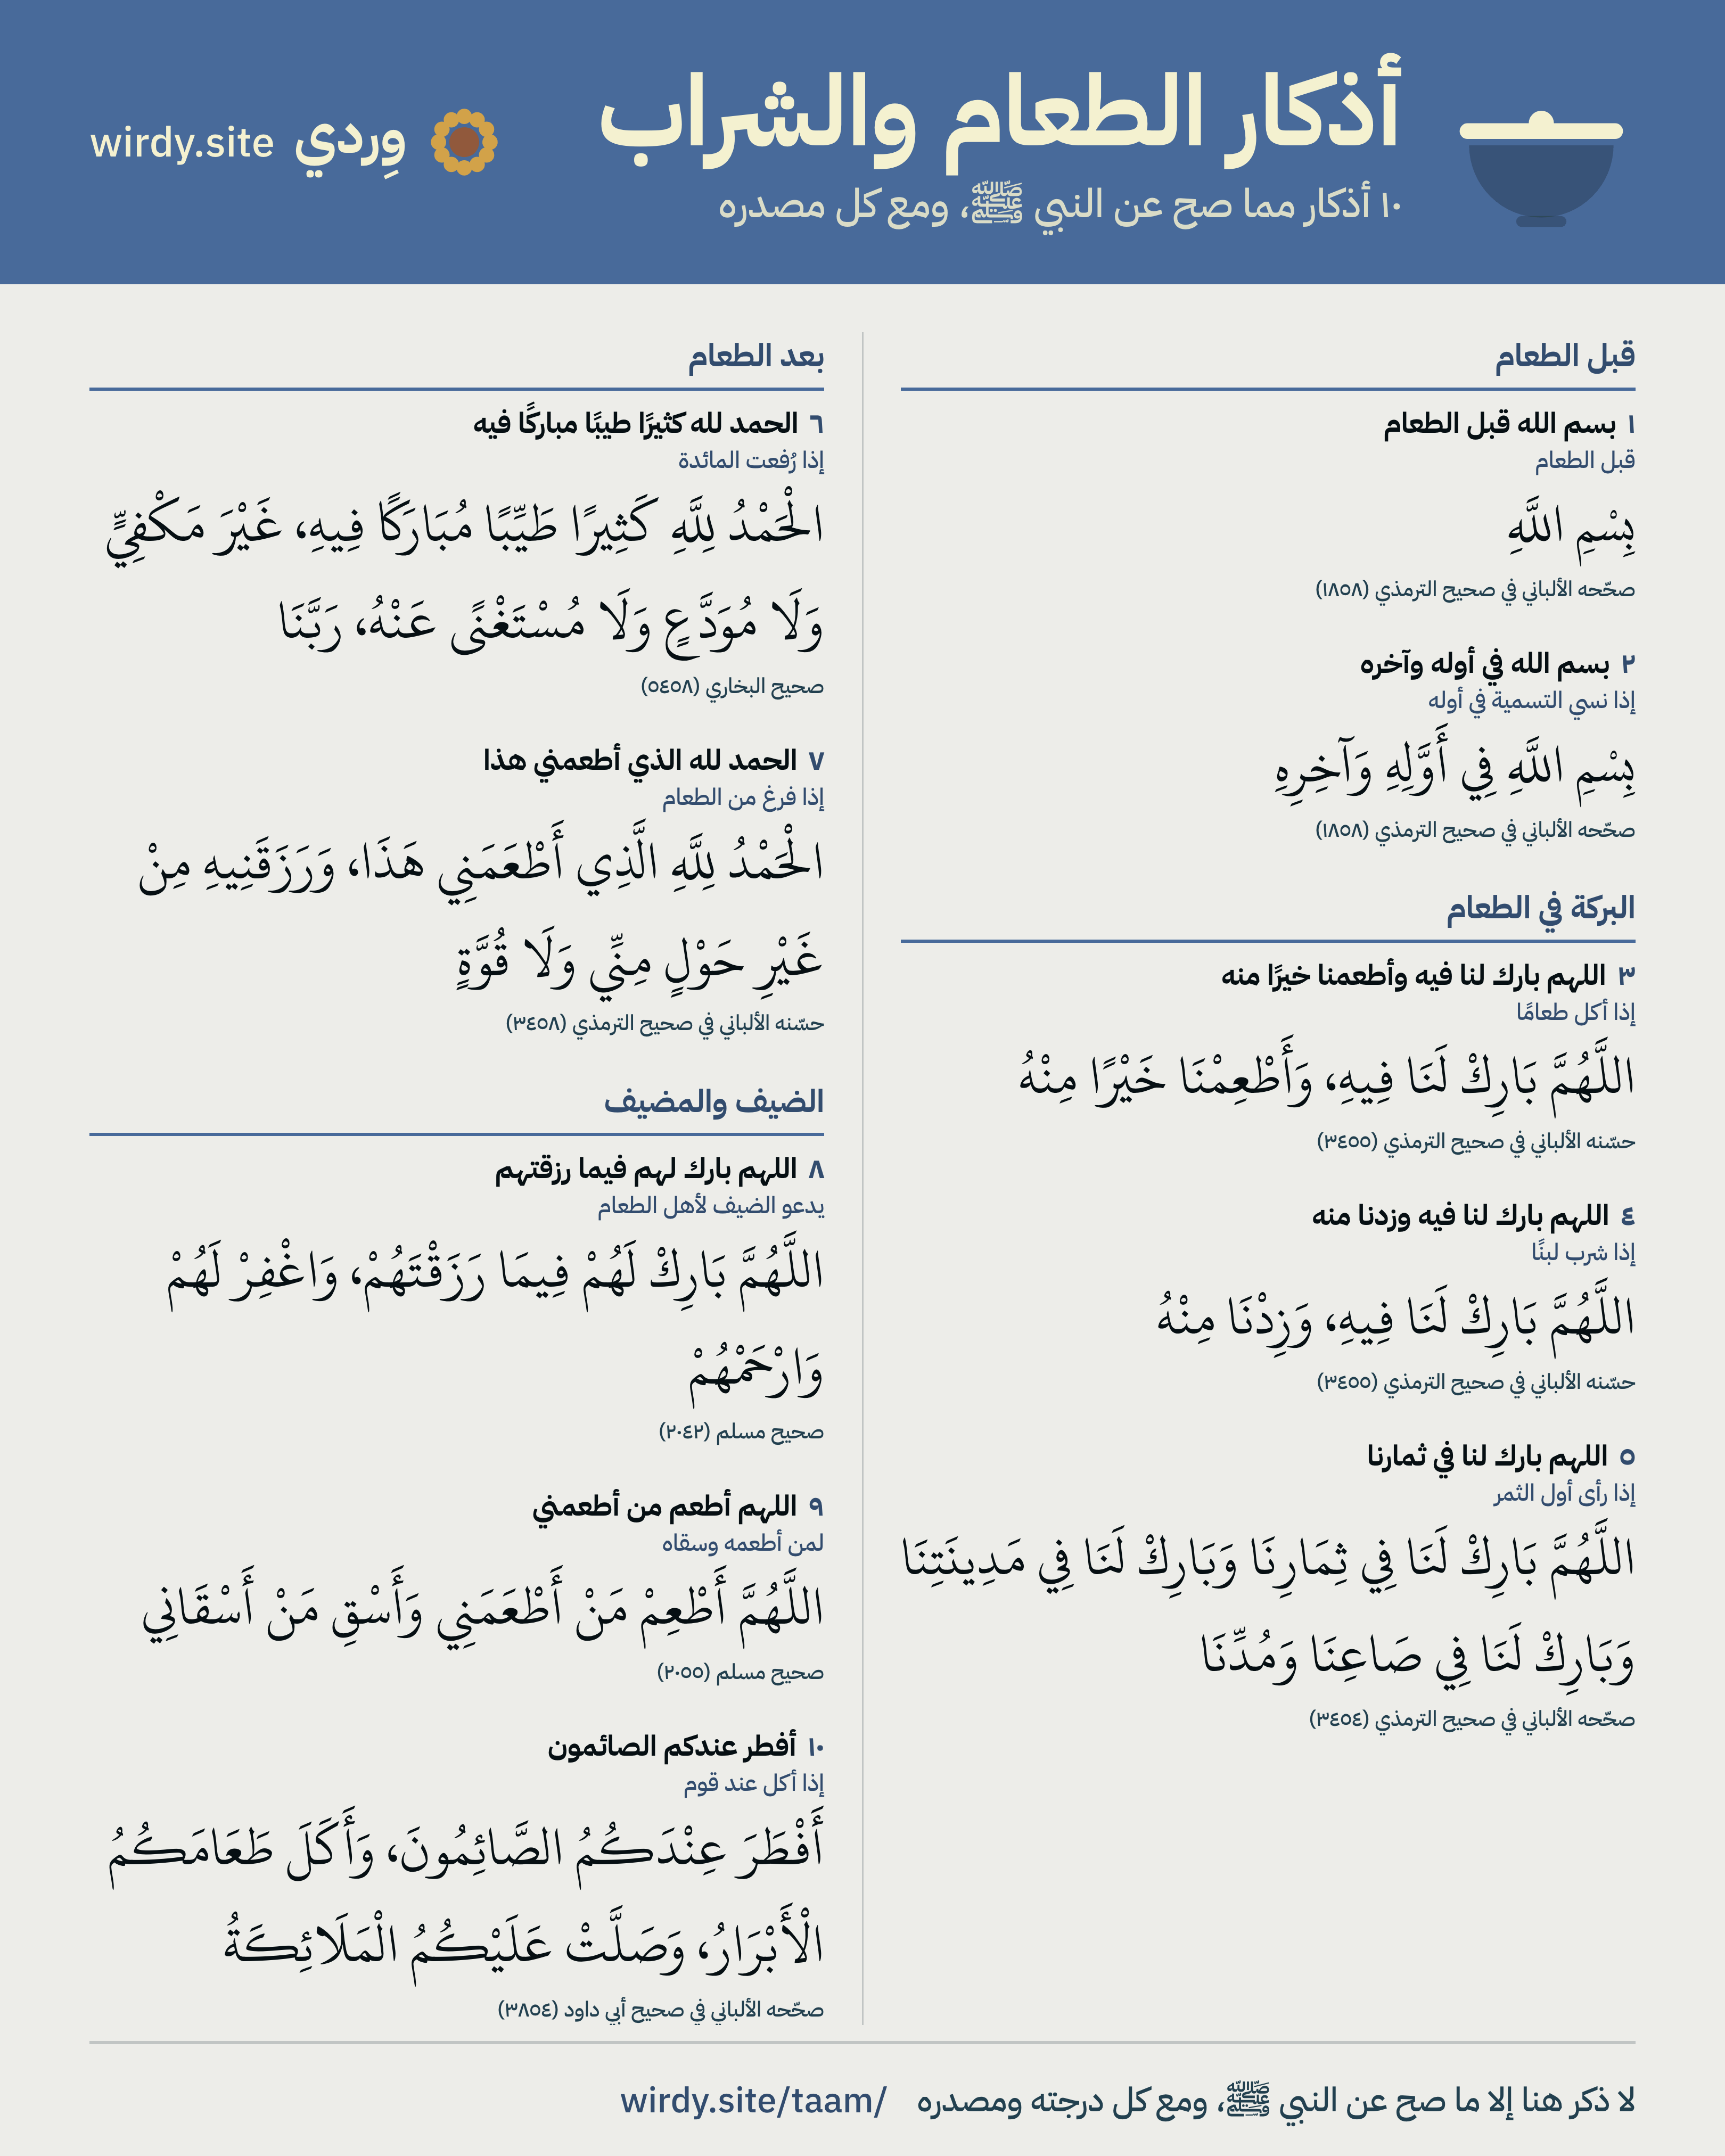 أذكار الطعام والشراب
١٠ أذكار مما صح عن النبي ﷺ، ومع كل مصدره
وِردي wirdy.site
قبل الطعام
١ بسم الله قبل الطعام
قبل الطعام
بِسْمِ اللَّهِ
صحّحه الألباني في صحيح الترمذي (١٨٥٨)
٢ بسم الله في أوله وآخره
إذا نسي التسمية في أوله
بِسْمِ اللَّهِ فِي أَوَّلِهِ وَآخِرِهِ
صحّحه الألباني في صحيح الترمذي (١٨٥٨)
البركة في الطعام
٣ اللهم بارك لنا فيه وأطعمنا خيرًا منه
إذا أكل طعامًا
اللَّهُمَّ بَارِكْ لَنَا فِيهِ، وَأَطْعِمْنَا خَيْرًا مِنْهُ
حسّنه الألباني في صحيح الترمذي (٣٤٥٥)
٤ اللهم بارك لنا فيه وزدنا منه
إذا شرب لبنًا
اللَّهُمَّ بَارِكْ لَنَا فِيهِ، وَزِدْنَا مِنْهُ
حسّنه الألباني في صحيح الترمذي (٣٤٥٥)
٥ اللهم بارك لنا في ثمارنا
إذا رأى أول الثمر
اللَّهُمَّ بَارِكْ لَنَا فِي ثِمَارِنَا وَبَارِكْ لَنَا فِي مَدِينَتِنَا
وَبَارِكْ لَنَا فِي صَاعِنَا وَمُدِّنَا
صحّحه الألباني في صحيح الترمذي (٣٤٥٤)
بعد الطعام
٦ الحمد لله كثيرًا طيبًا مباركًا فيه
إذا رُفعت المائدة
الْحَمْدُ لِلَّهِ كَثِيرًا طَيِّبًا مُبَارَكًا فِيهِ، غَيْرَ مَكْفِيٍّ
وَلَا مُوَدَّعٍ وَلَا مُسْتَغْنًى عَنْهُ، رَبَّنَا
صحيح البخاري (٥٤٥٨)
٧ الحمد لله الذي أطعمني هذا
إذا فرغ من الطعام
الْحَمْدُ لِلَّهِ الَّذِي أَطْعَمَنِي هَذَا، وَرَزَقَنِيهِ مِنْ
غَيْرِ حَوْلٍ مِنِّي وَلَا قُوَّةٍ
حسّنه الألباني في صحيح الترمذي (٣٤٥٨)
الضيف والمضيف
٨ اللهم بارك لهم فيما رزقتهم
يدعو الضيف لأهل الطعام
اللَّهُمَّ بَارِكْ لَهُمْ فِيمَا رَزَقْتَهُمْ، وَاغْفِرْ لَهُمْ
وَارْحَمْهُمْ
صحيح مسلم (٢٠٤٢)
٩ اللهم أطعم من أطعمني
لمن أطعمه وسقاه
اللَّهُمَّ أَطْعِمْ مَنْ أَطْعَمَنِي وَأَسْقِ مَنْ أَسْقَانِي
صحيح مسلم (٢٠٥٥)
١٠ أفطر عندكم الصائمون
إذا أكل عند قوم
أَفْطَرَ عِنْدَكُمُ الصَّائِمُونَ، وَأَكَلَ طَعَامَكُمُ
الْأَبْرَارُ، وَصَلَّتْ عَلَيْكُمُ الْمَلَائِكَةُ
صحّحه الألباني في صحيح أبي داود (٣٨٥٤)
لا ذكر هنا إلا ما صح عن النبي ﷺ، ومع كل درجته ومصدره wirdy.site/taam/